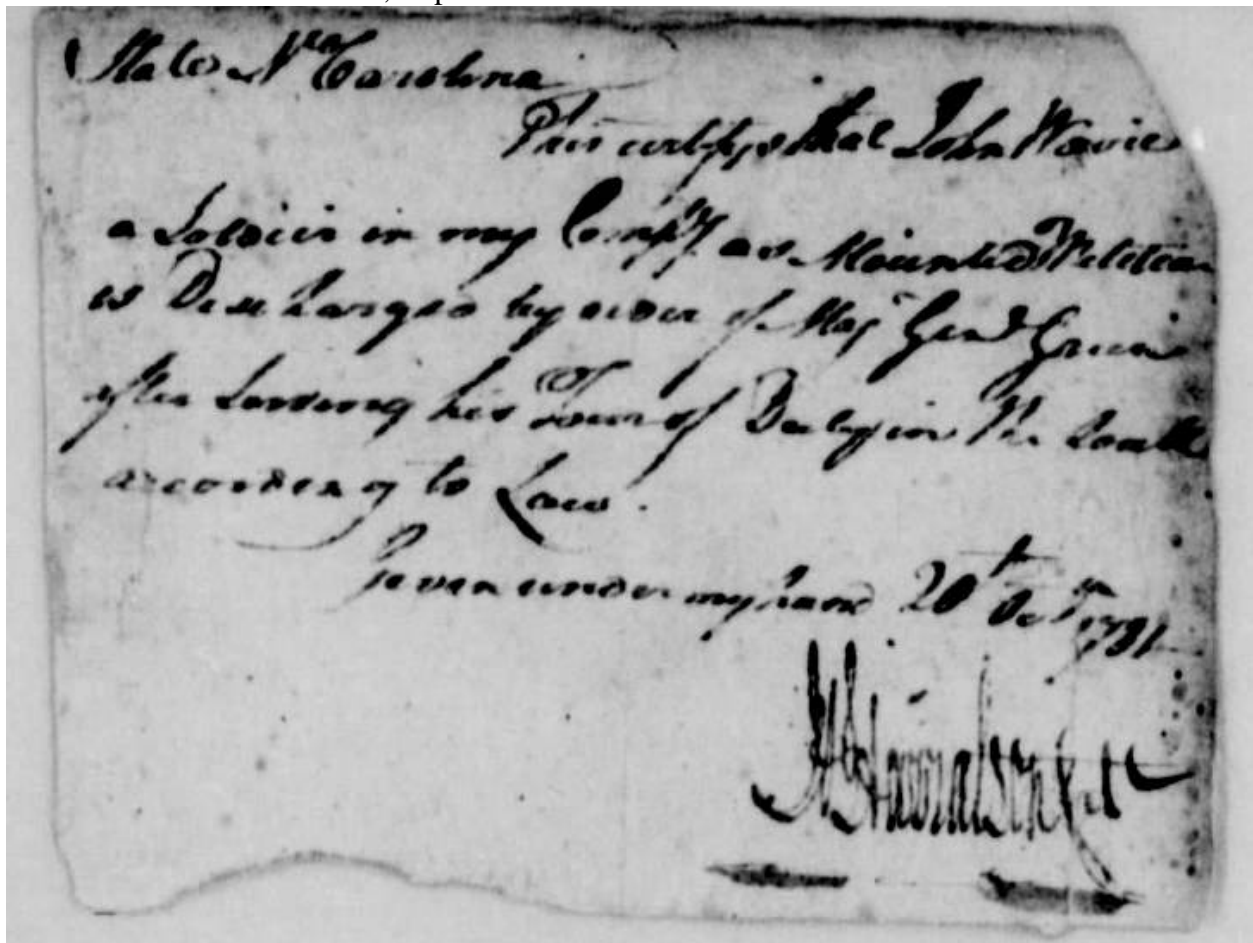 State Nth Carolina
This certifys that John Wavie
a Soldier in my Compy as Mounted Militia
is Discharged by order of Majr Genl Green
after Serving his Tour of Duty in the South
according to Law.
Given under my hand 20th Octr 1781